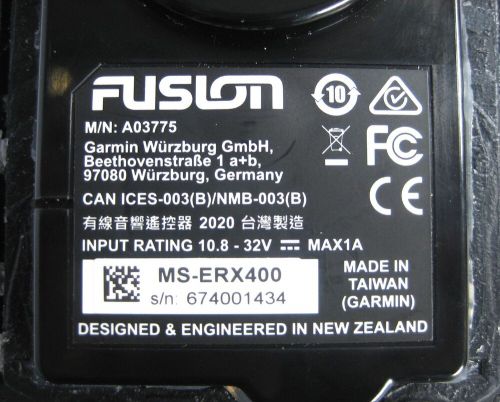 FUSION
10
M/N: A03775
Garmin Würzburg GmbH,
Beethovenstraße 1 a+b,
97080 Würzburg, Germany
FC
CE
CAN ICES-003(B)/NMB-003(B)
有線音響遙控器 2020 台灣製造
INPUT RATING 10.8 - 32V ⎓ MAX1A
MS-ERX400
s/n: 674001434
MADE IN
TAIWAN
(GARMIN)
DESIGNED & ENGINEERED IN NEW ZEALAND